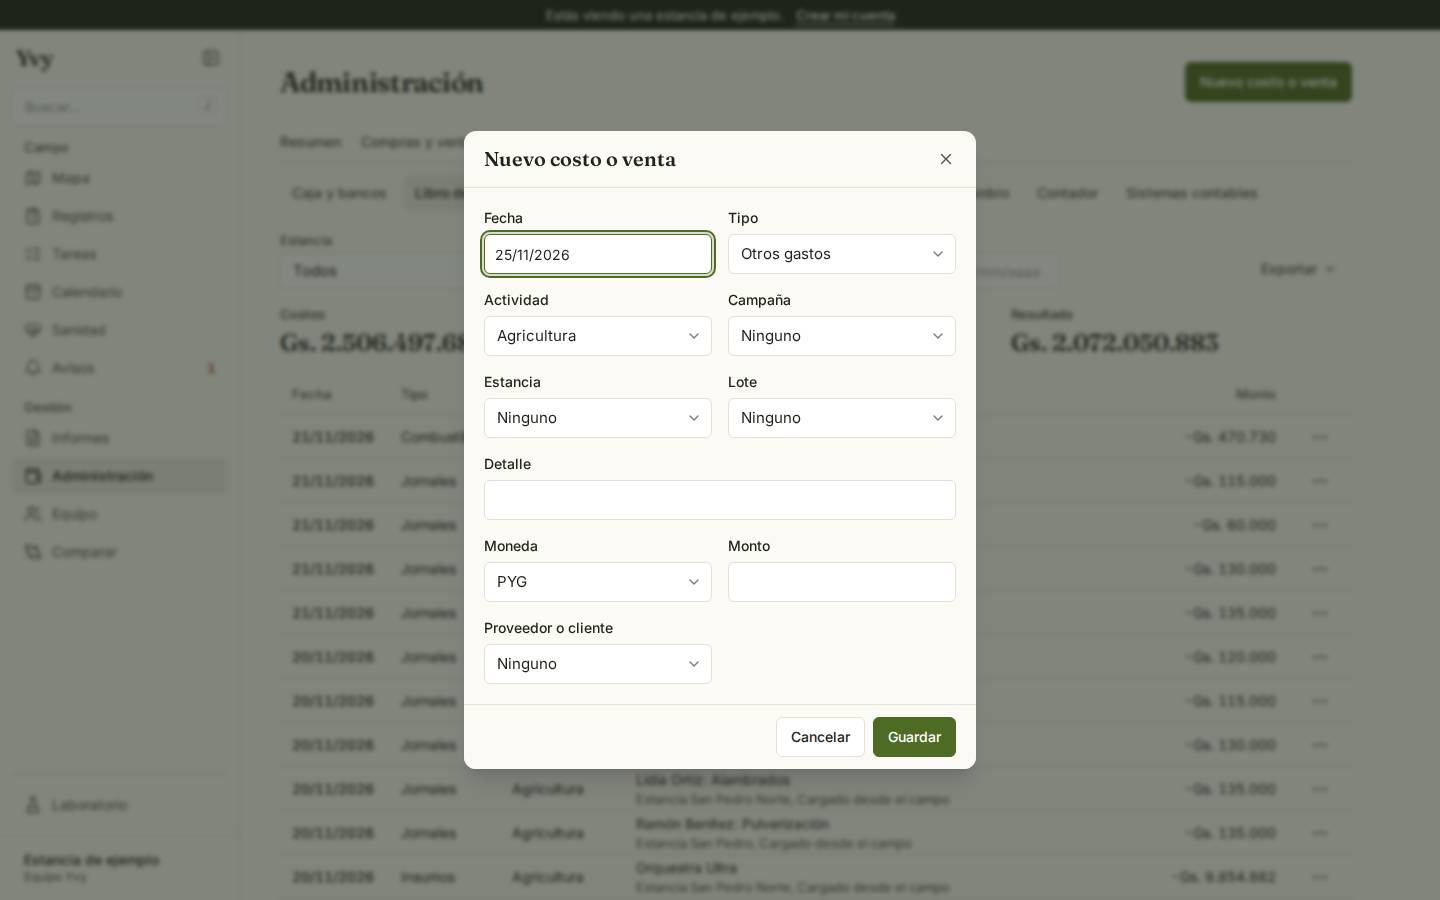 Estás viendo una estancia de ejemplo. Crear mi cuenta
Yvy
Buscar...
Campo
Mapa
Registros
Tareas
Calendario
Sanidad
Avisos 1
Gestión
Informes
Administración
Equipo
Comparar
Laboratorio
Estancia de ejemplo
Equipo Yvy
Administración
Nuevo costo o venta
Resumen
Caja y bancos
Contador
Sistemas contables
Estancia
Todos
Exportar
Costos
Resultado
Gs. 2.072.050.883
Fecha Tipo Monto
21/11/2026 -Gs. 470.730
21/11/2026 Jornales -Gs. 115.000
21/11/2026 Jornales -Gs. 60.000
21/11/2026 Jornales -Gs. 130.000
21/11/2026 Jornales -Gs. 135.000
20/11/2026 Jornales -Gs. 120.000
20/11/2026 Jornales -Gs. 115.000
20/11/2026 Jornales -Gs. 130.000
20/11/2026 Jornales Agricultura Lidia Ortiz: Alambrados -Gs. 135.000
Estancia San Pedro Norte, Cargado desde el campo
20/11/2026 Jornales Agricultura Ramón Benítez: Pulverización -Gs. 135.000
Estancia San Pedro, Cargado desde el campo
20/11/2026 Insumos Agricultura Orquestra Ultra -Gs. 9.854.882
Estancia San Pedro Norte, Cargado desde el campo
Nuevo costo o venta
Fecha Tipo
25/11/2026 Otros gastos
Actividad Campaña
Agricultura Ninguno
Estancia Lote
Ninguno Ninguno
Detalle
Moneda Monto
PYG
Proveedor o cliente
Ninguno
Cancelar Guardar